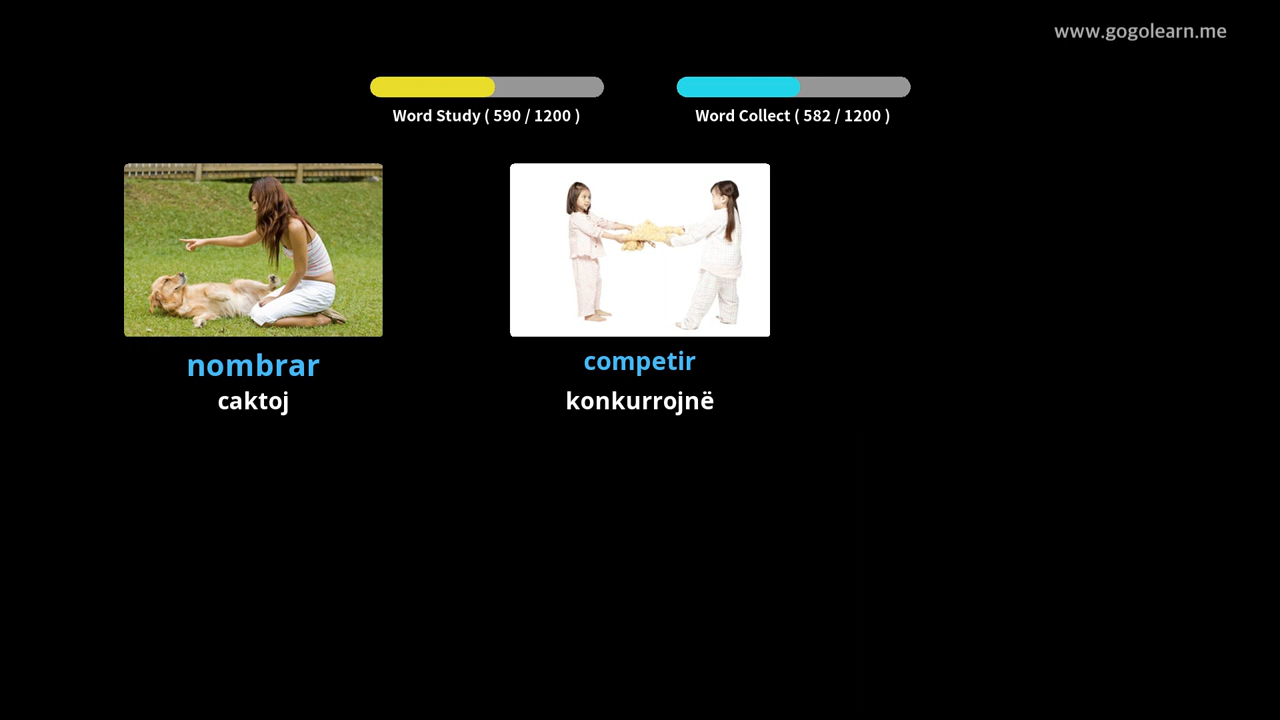 www.gogolearn.me
Word Study ( 590 / 1200 )
Word Collect ( 582 / 1200 )
nombrar
caktoj
competir
konkurrojnë